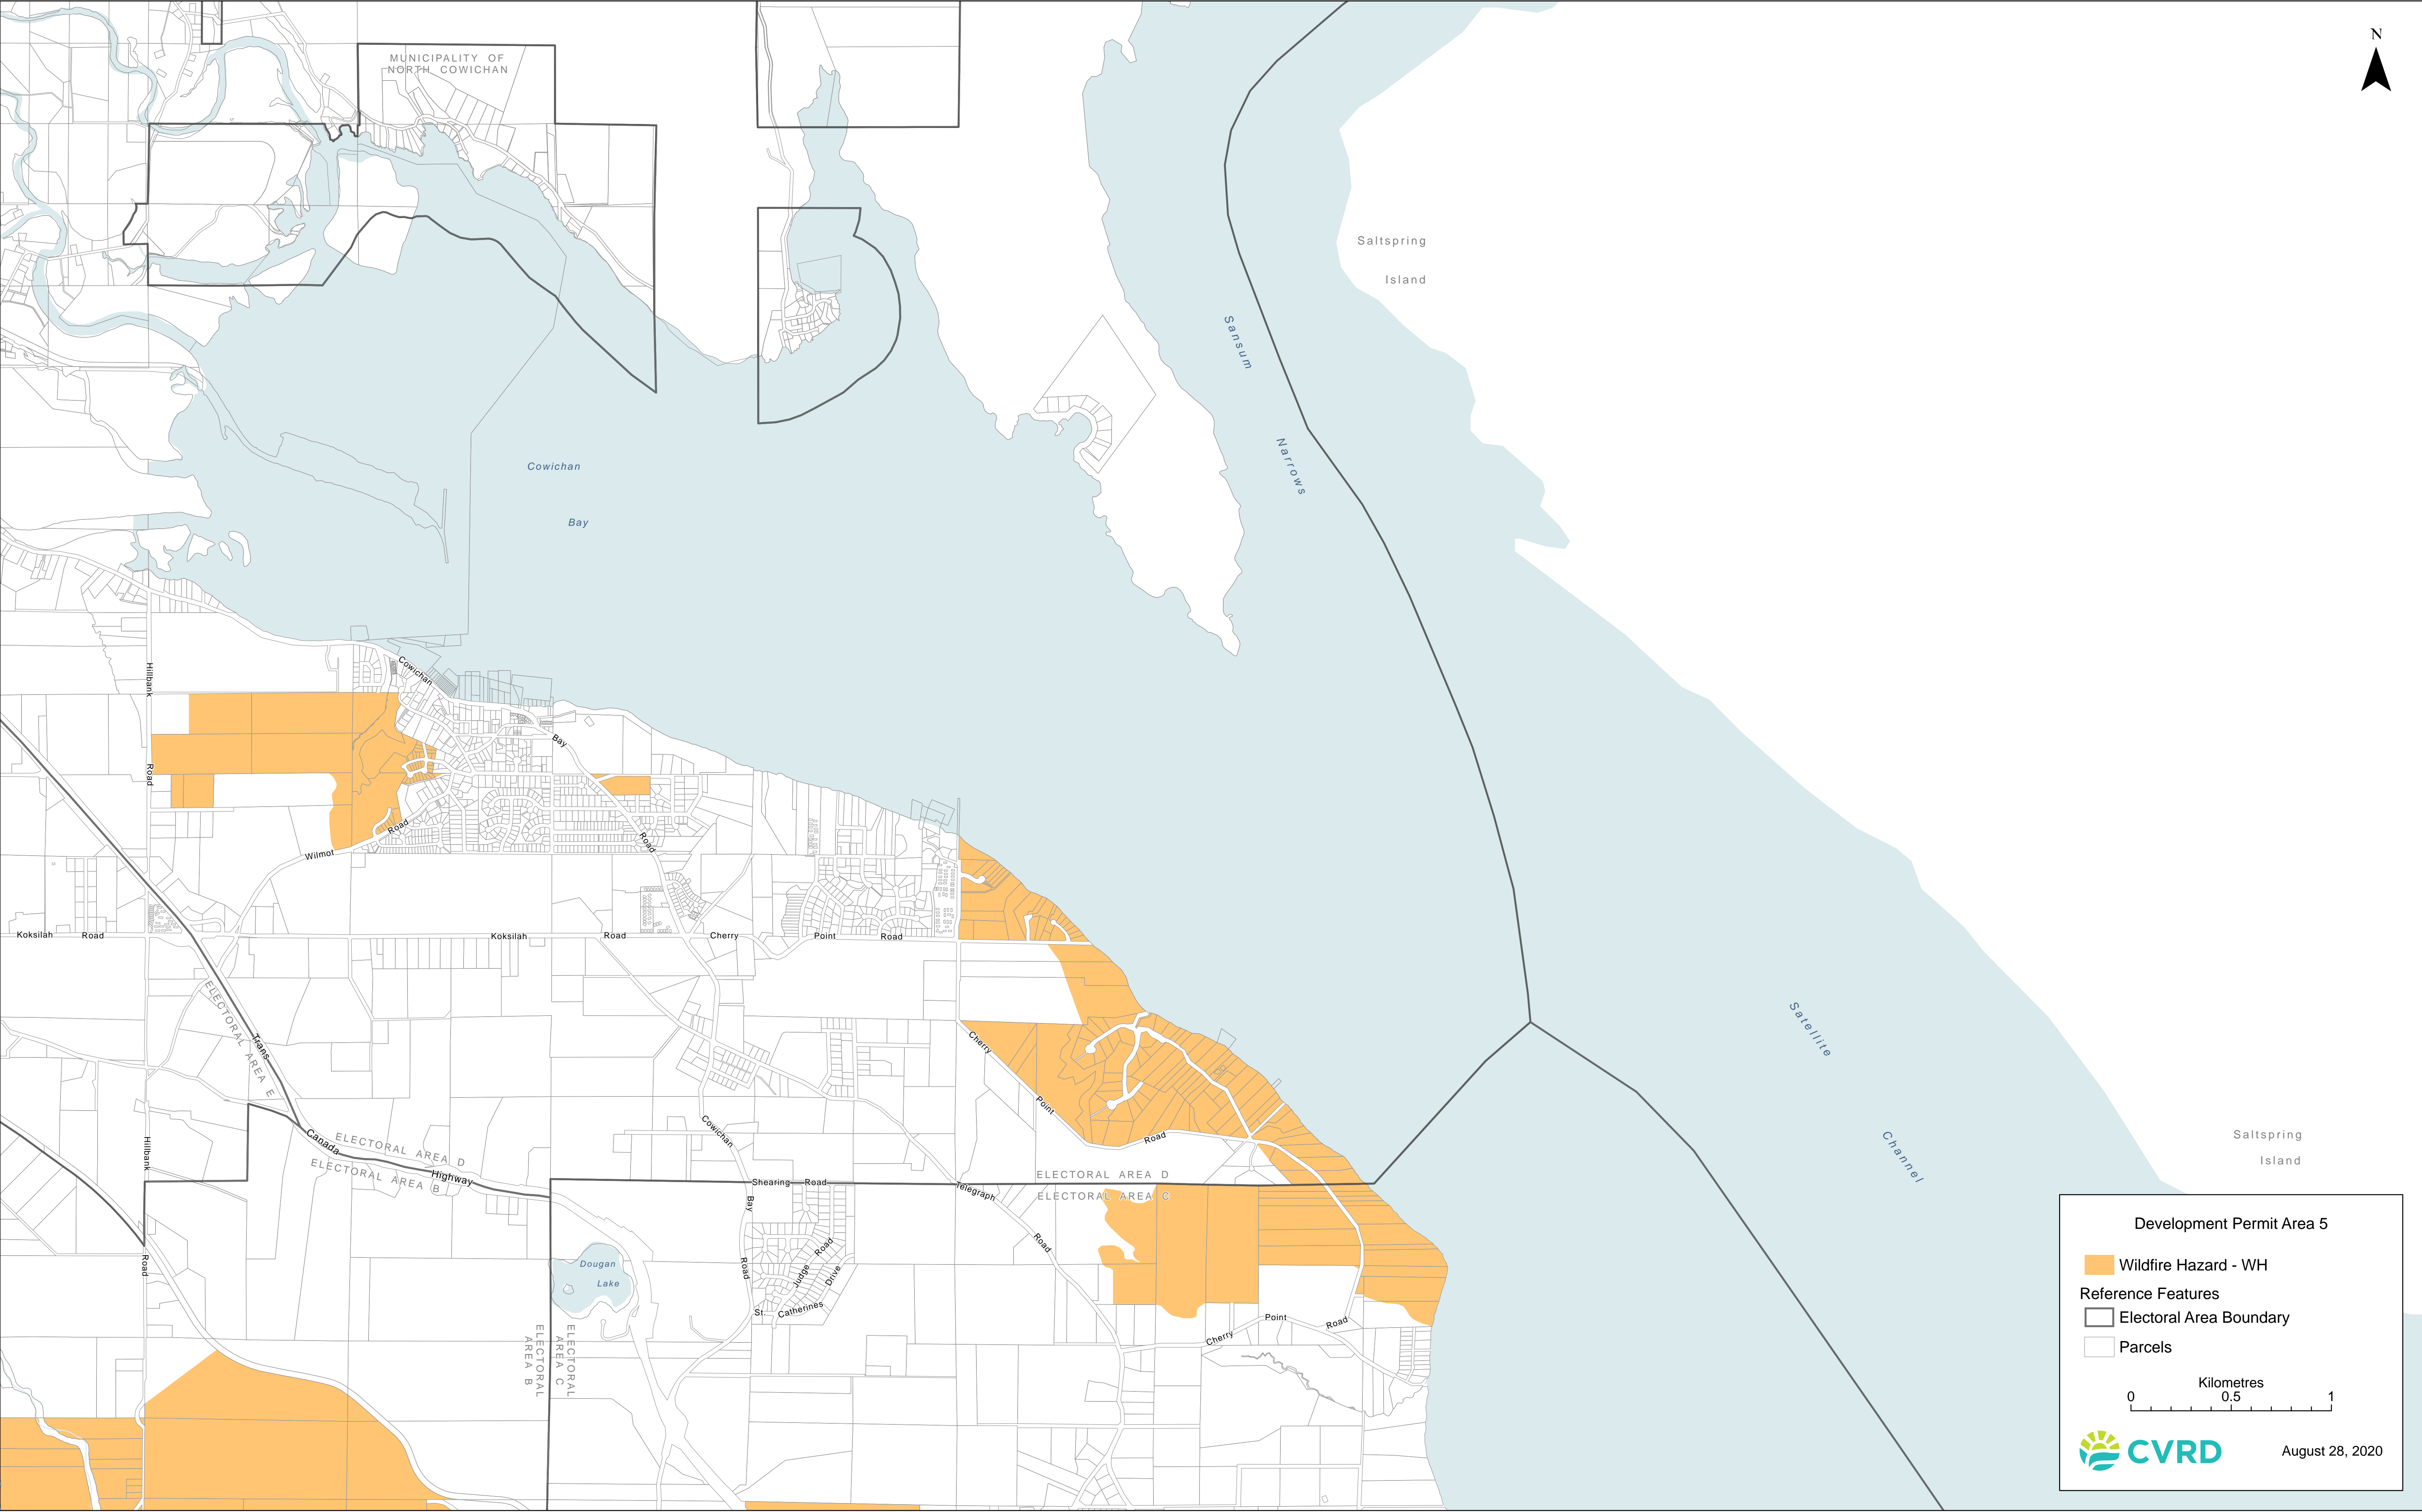 MUNICIPALITY OF
NORTH COWICHAN
N
Saltspring
Island
Sansum
Narrows
Cowichan
Bay
Hillbank
Road
Cowichan
Bay
Road
Wilmot
Road
Koksilah Road
Koksilah Road
Cherry Point Road
ELECTORAL AREA E
Trans
Canada
Highway
ELECTORAL AREA D
ELECTORAL AREA B
Hillbank
Road
Cherry
Point
Road
Cowichan
Bay
Road
Shearing Road
Telegraph
Road
ELECTORAL AREA D
ELECTORAL AREA C
Judge
Road
St. Catherines
Drive
Dougan
Lake
ELECTORAL
AREA B
ELECTORAL
AREA C
Cherry
Point
Road
Satellite
Channel
Saltspring
Island
Development Permit Area 5
Wildfire Hazard - WH
Reference Features
Electoral Area Boundary
Parcels
Kilometres
0 0.5 1
CVRD
August 28, 2020